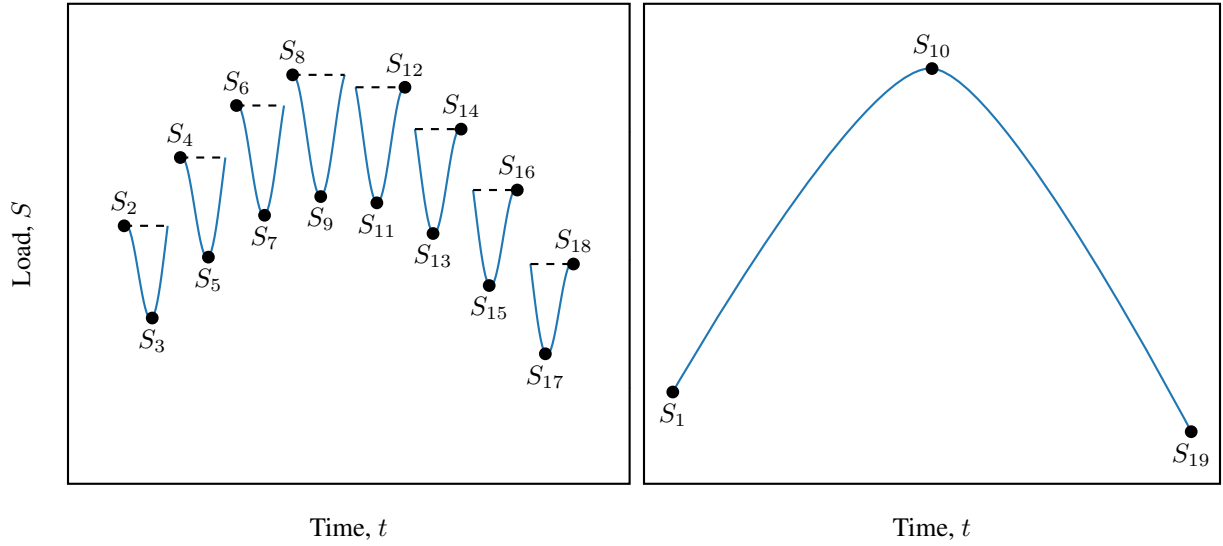 Load, S
S₈
S₁₂
S₆
S₁₄
S₄
S₁₆
S₂
S₉
S₁₁
S₇
S₁₃
S₁₈
S₅
S₁₅
S₃
S₁₇
Time, t
S₁₀
S₁
S₁₉
Time, t